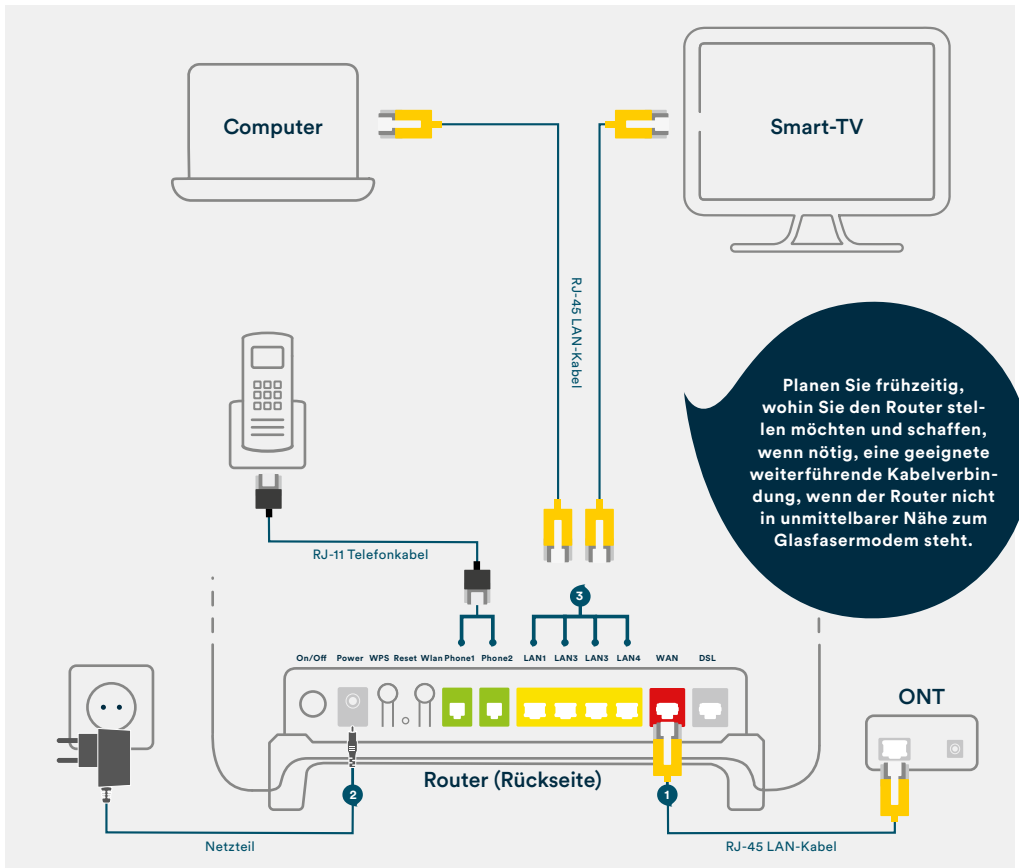 Computer
Smart-TV
RJ-45 LAN-Kabel
Planen Sie frühzeitig,
wohin Sie den Router stel-
len möchten und schaffen,
wenn nötig, eine geeignete
weiterführende Kabelverbin-
dung, wenn der Router nicht
in unmittelbarer Nähe zum
Glasfasermodem steht.
RJ-11 Telefonkabel
3
On/Off Power WPS Reset Wlan Phone1 Phone2 LAN1 LAN3 LAN3 LAN4 WAN DSL
ONT
Router (Rückseite)
2
1
Netzteil
RJ-45 LAN-Kabel